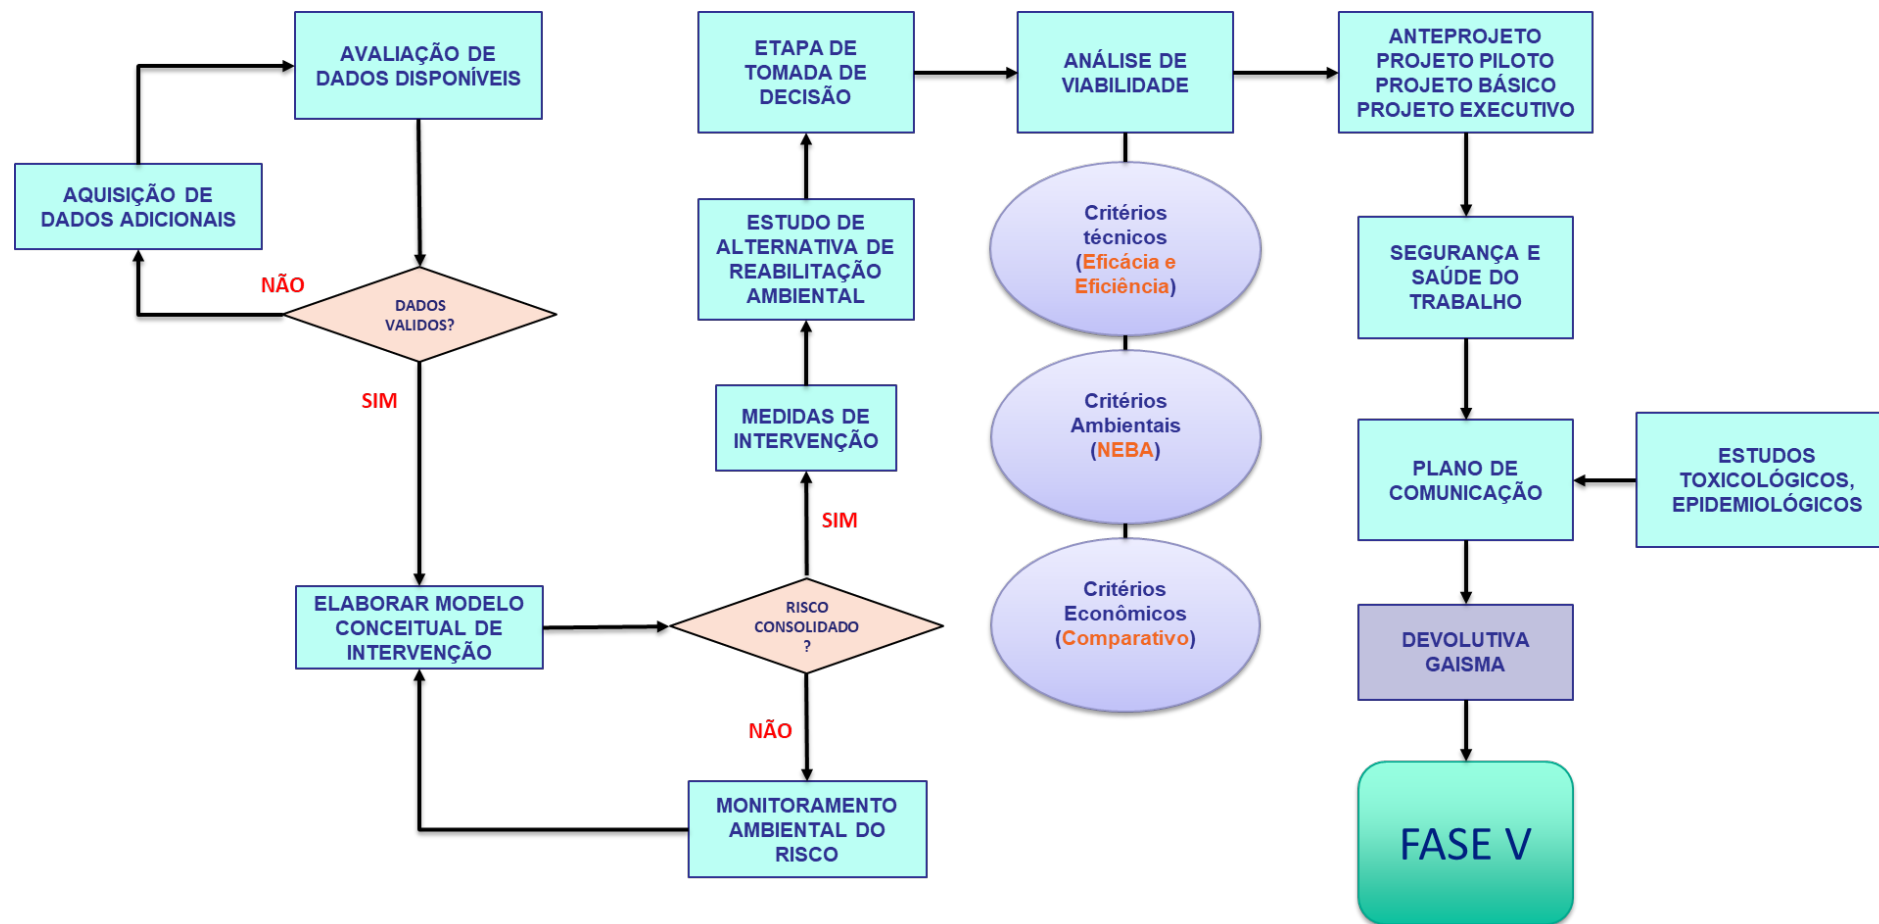 AVALIAÇÃO DE
DADOS DISPONÍVEIS
AQUISIÇÃO DE
DADOS ADICIONAIS
NÃO
DADOS
VALIDOS?
SIM
ELABORAR MODELO
CONCEITUAL DE
INTERVENÇÃO
RISCO
CONSOLIDADO
?
NÃO
MONITORAMENTO
AMBIENTAL DO
RISCO
SIM
MEDIDAS DE
INTERVENÇÃO
ESTUDO DE
ALTERNATIVA DE
REABILITAÇÃO
AMBIENTAL
ETAPA DE
TOMADA DE
DECISÃO
ANÁLISE DE
VIABILIDADE
Critérios
técnicos
(Eficácia e
Eficiência)
Critérios
Ambientais
(NEBA)
Critérios
Econômicos
(Comparativo)
ANTEPROJETO
PROJETO PILOTO
PROJETO BÁSICO
PROJETO EXECUTIVO
SEGURANÇA E
SAÚDE DO
TRABALHO
PLANO DE
COMUNICAÇÃO
ESTUDOS
TOXICOLÓGICOS,
EPIDEMIOLÓGICOS
DEVOLUTIVA
GAISMA
FASE V